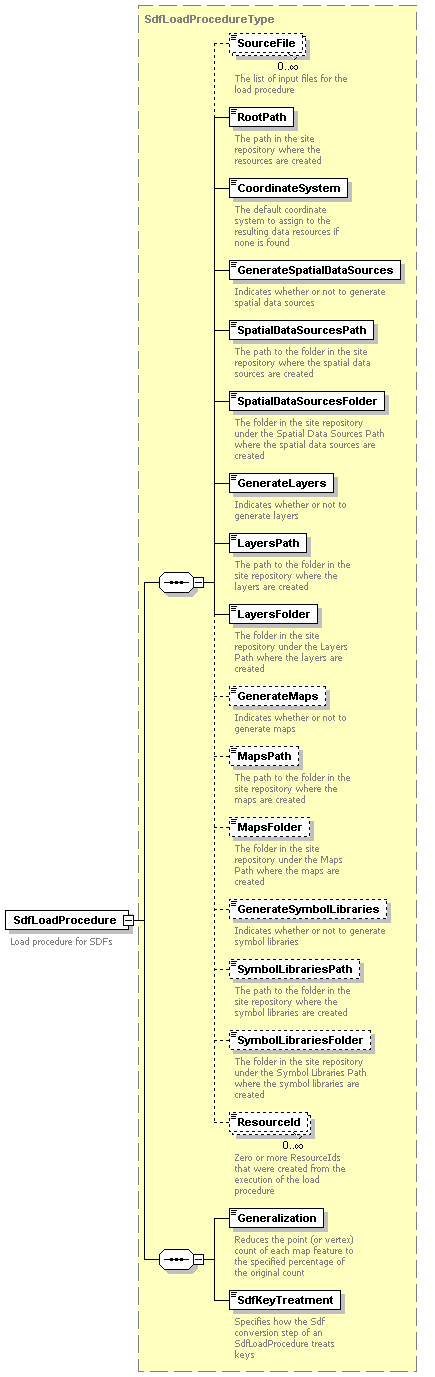 SdfLoadProcedureType
SourceFile
0..∞
The list of input files for the
load procedure
RootPath
The path in the site
repository where the
resources are created
CoordinateSystem
The default coordinate
system to assign to the
resulting data resources if
none is found
GenerateSpatialDataSources
Indicates whether or not to generate
spatial data sources
SpatialDataSourcesPath
The path to the folder in the site
repository where the spatial data
sources are created
SpatialDataSourcesFolder
The folder in the site repository
under the Spatial Data Sources Path
where the spatial data sources are
created
GenerateLayers
Indicates whether or not to
generate layers
LayersPath
The path to the folder in the
site repository where the
layers are created
LayersFolder
The folder in the site
repository under the Layers
Path where the layers are
created
GenerateMaps
Indicates whether or not to
generate maps
MapsPath
The path to the folder in the
site repository where the
maps are created
MapsFolder
The folder in the site
repository under the Maps
Path where the maps are
created
SdfLoadProcedure
Load procedure for SDFs
GenerateSymbolLibraries
Indicates whether or not to generate
symbol libraries
SymbolLibrariesPath
The path to the folder in the
site repository where the
symbol libraries are created
SymbolLibrariesFolder
The folder in the site repository
under the Symbol Libraries Path
where the symbol libraries are
created
ResourceId
0..∞
Zero or more ResourceIds
that were created from the
execution of the load
procedure
Generalization
Reduces the point (or vertex)
count of each map feature to
the specified percentage of
the original count
SdfKeyTreatment
Specifies how the Sdf
conversion step of an
SdfLoadProcedure treats
keys